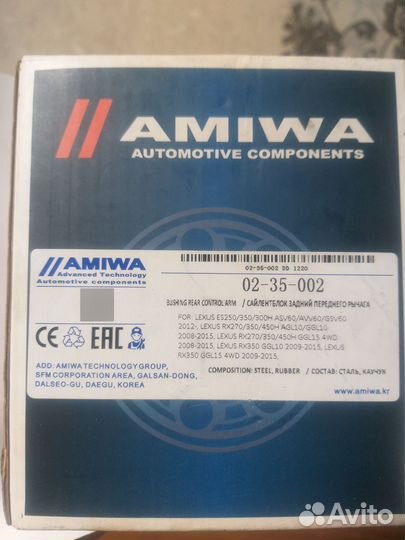 AMIWA
AUTOMOTIVE COMPONENTS
AMIWA
Advanced Technology
Automotive components
02-35-002 DD 1220
02-35-002
BUSHING REAR CONTROL ARM / САЙЛЕНТБЛОК ЗАДНИЙ ПЕРЕДНЕГО РЫЧАГА
FOR: LEXUS ES250/350/300H ASV60/AVV60/GSV60
2012-, LEXUS RX270/350/450H AGL10/GGL10
2008-2015, LEXUS RX270/350/450H GGL15 4WD
2008-2015, LEXUS RX350 GGL10 2009-2015, LEXUS
RX350 GGL15 4WD 2009-2015,
CE EAC
ADD: AMIWA TECHNOLOGY GROUP,
SFM CORPORATION AREA, GALSAN-DONG,
DALSEO-GU, DAEGU, KOREA
COMPOSITION: STEEL, RUBBER / СОСТАВ: СТАЛЬ, КАУЧУК
www.amiwa.kr
Avito